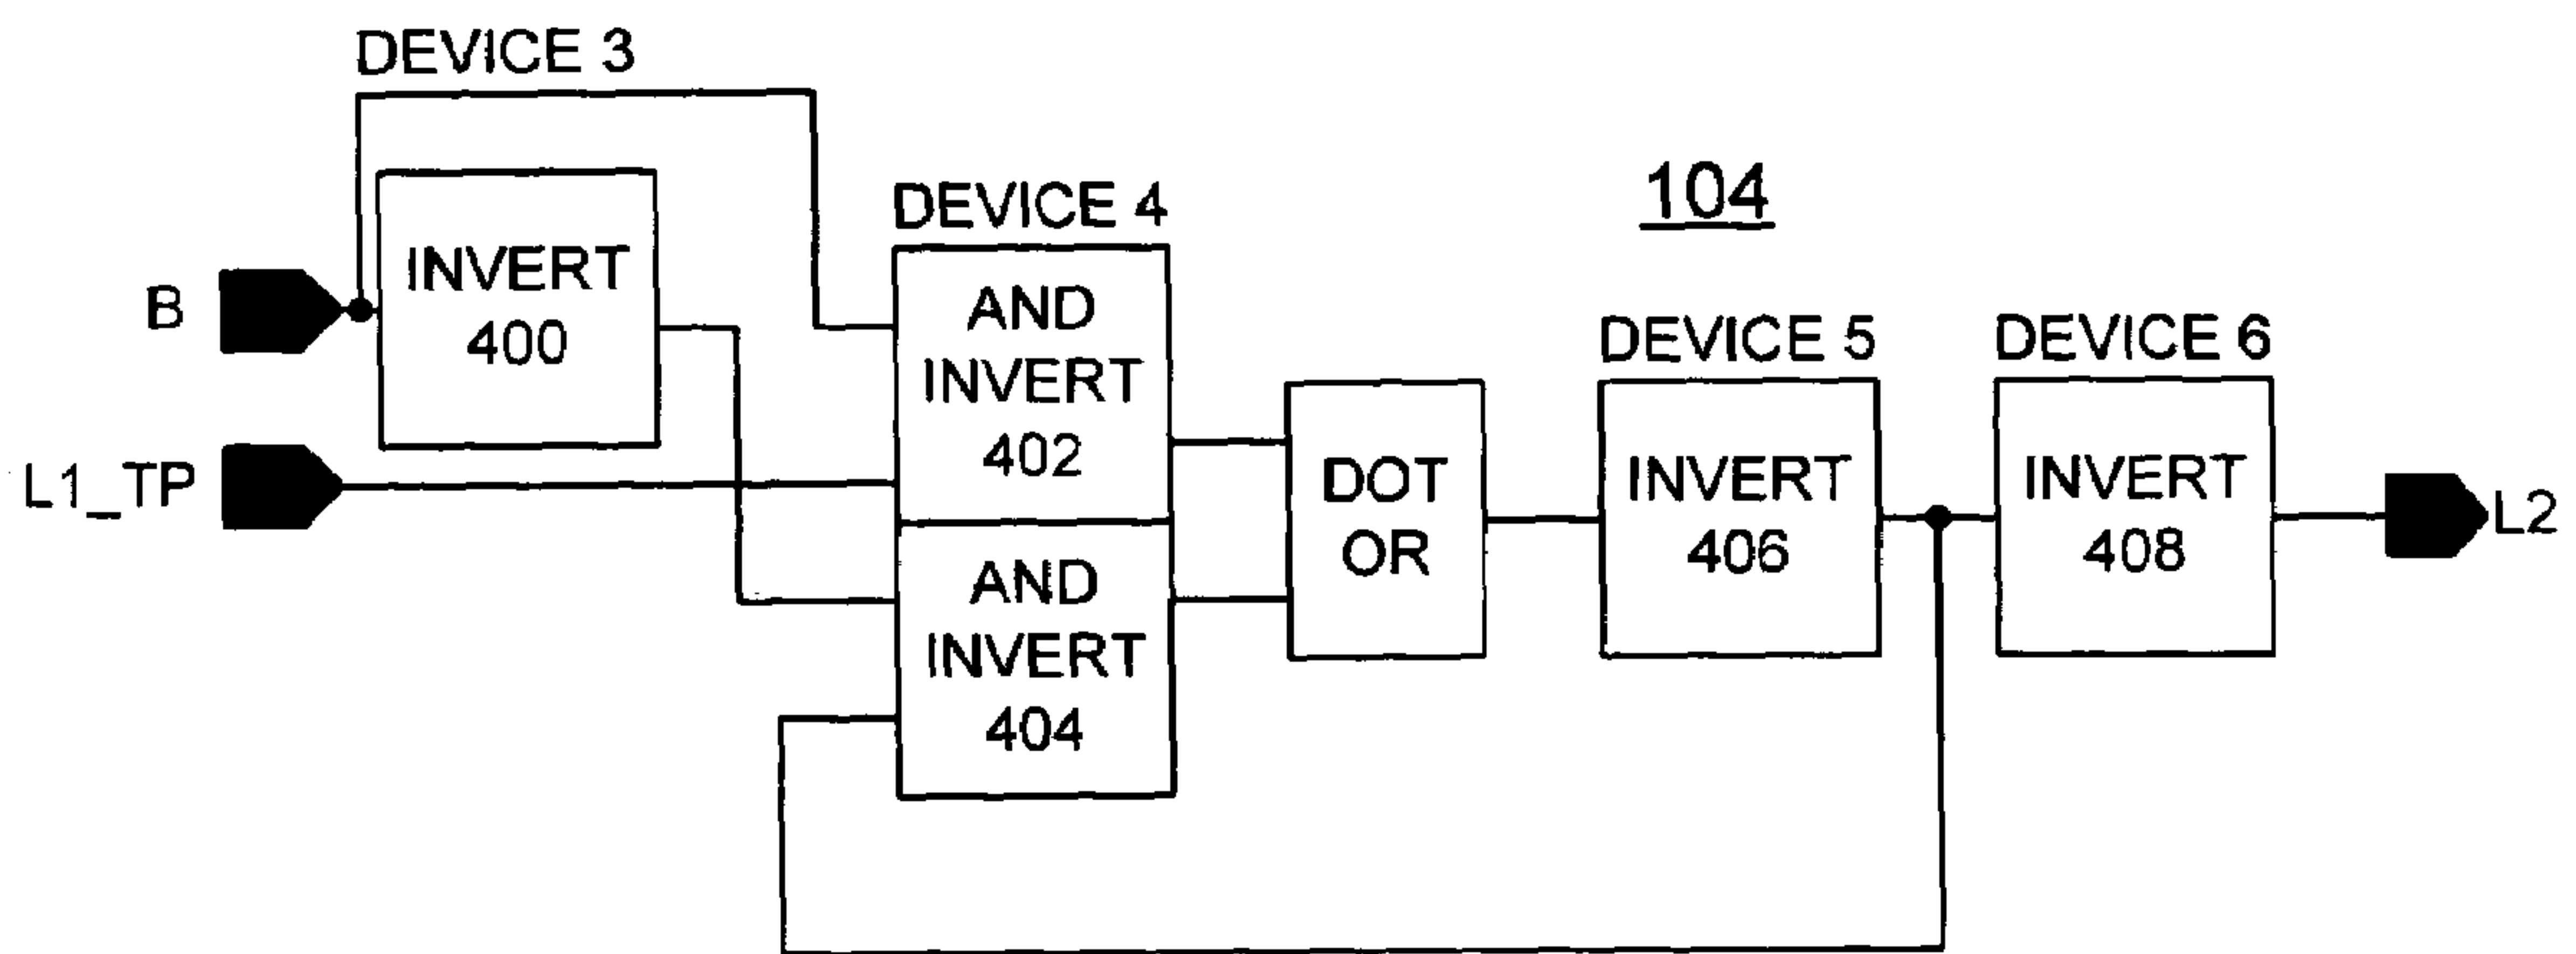 DEVICE 3
INVERT
400
B
L1_TP
DEVICE 4
AND
INVERT
402
AND
INVERT
404
DOT
OR
104
DEVICE 5
INVERT
406
DEVICE 6
INVERT
408
L2